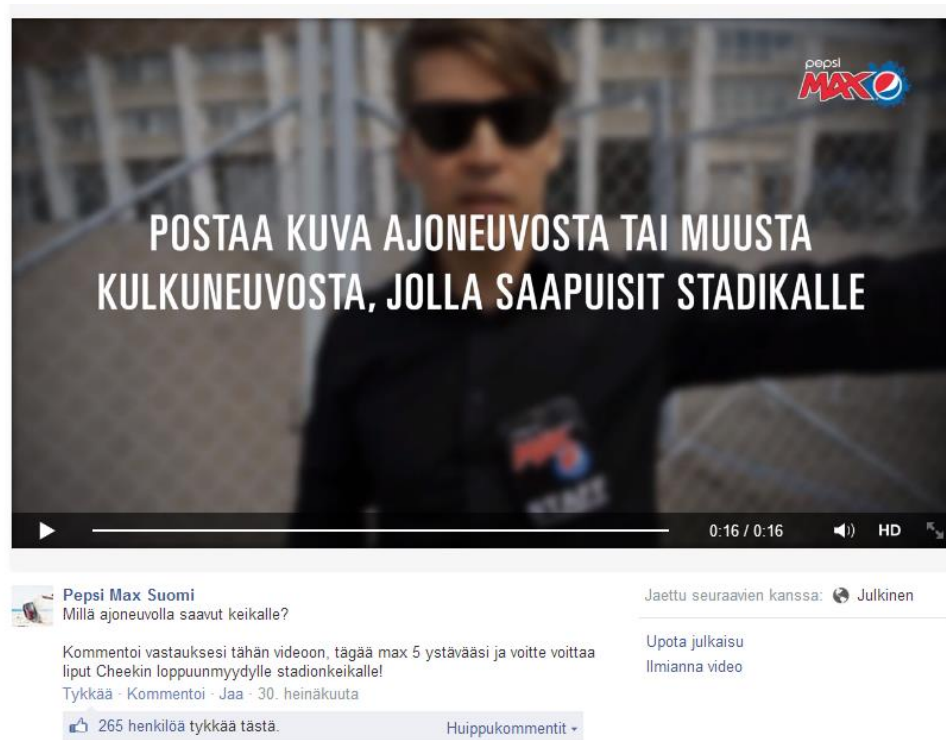 pepsi
MAX
POSTAA KUVA AJONEUVOSTA TAI MUUSTA
KULKUNEUVOSTA, JOLLA SAAPUISIT STADIKALLE
STAFF
0:16 / 0:16
HD
Pepsi Max Suomi
Millä ajoneuvolla saavut keikalle?
Kommentoi vastauksesi tähän videoon, tägää max 5 ystävääsi ja voitte voittaa
liput Cheekin loppuunmyydylle stadionkeikalle!
Tykkää · Kommentoi · Jaa · 30. heinäkuuta
265 henkilöä tykkää tästä.
Huippukommentit
Jaettu seuraavien kanssa: Julkinen
Upota julkaisu
Ilmianna video